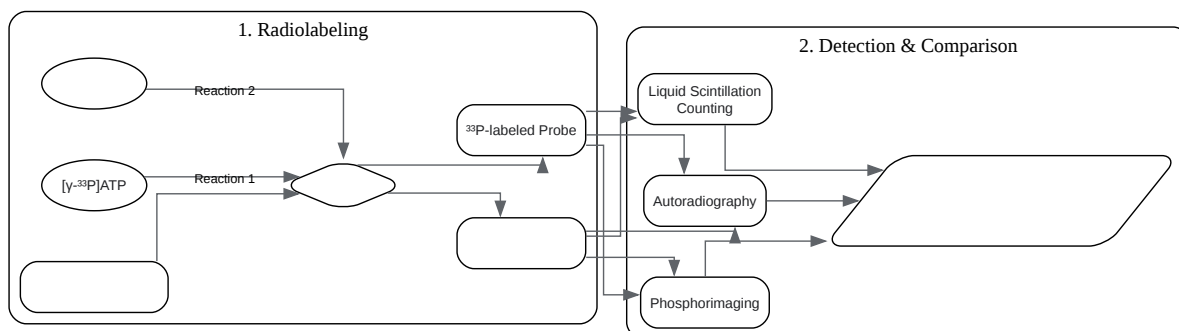 1. Radiolabeling
Reaction 2
[γ-³³P]ATP
Reaction 1
³³P-labeled Probe
2. Detection & Comparison
Liquid Scintillation
Counting
Autoradiography
Phosphorimaging